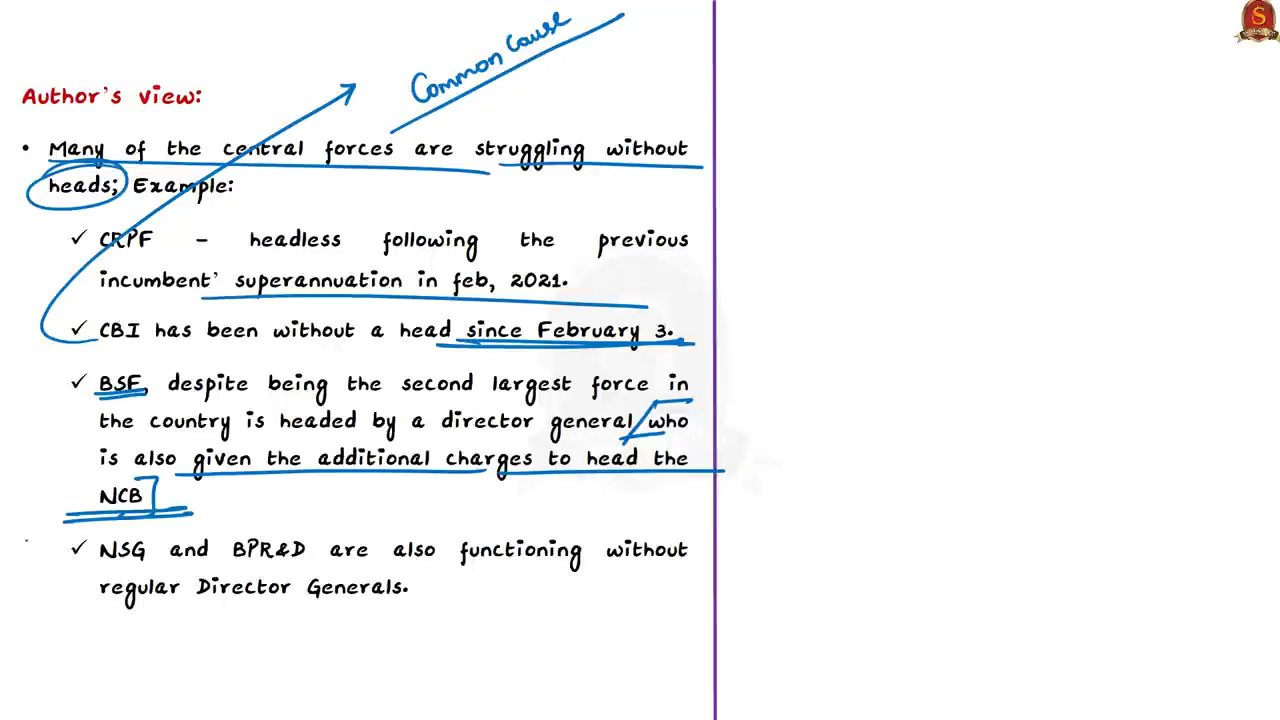 S
Common Cause
Author's view:
• Many of the central forces are struggling without
heads; Example:
✓ CRPF - headless following the previous
incumbent' superannuation in feb, 2021.
✓ CBI has been without a head since February 3.
✓ BSF, despite being the second largest force in
the country is headed by a director general who
is also given the additional charges to head the
NCB
✓ NSG and BPR&D are also functioning without
regular Director Generals.